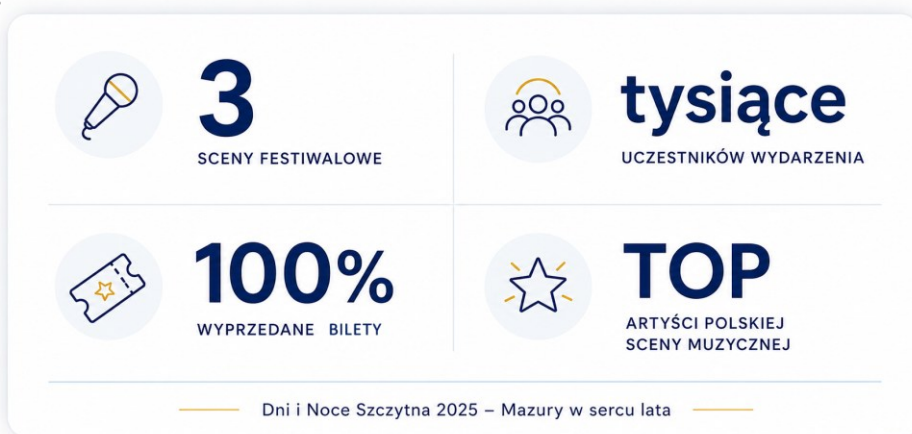 3
SCENY FESTIWALOWE
tysiące
UCZESTNIKÓW WYDARZENIA
100%
WYPRZEDANE BILETY
TOP
ARTYŚCI POLSKIEJ
SCENY MUZYCZNEJ
Dni i Noce Szczytna 2025 – Mazury w sercu lata